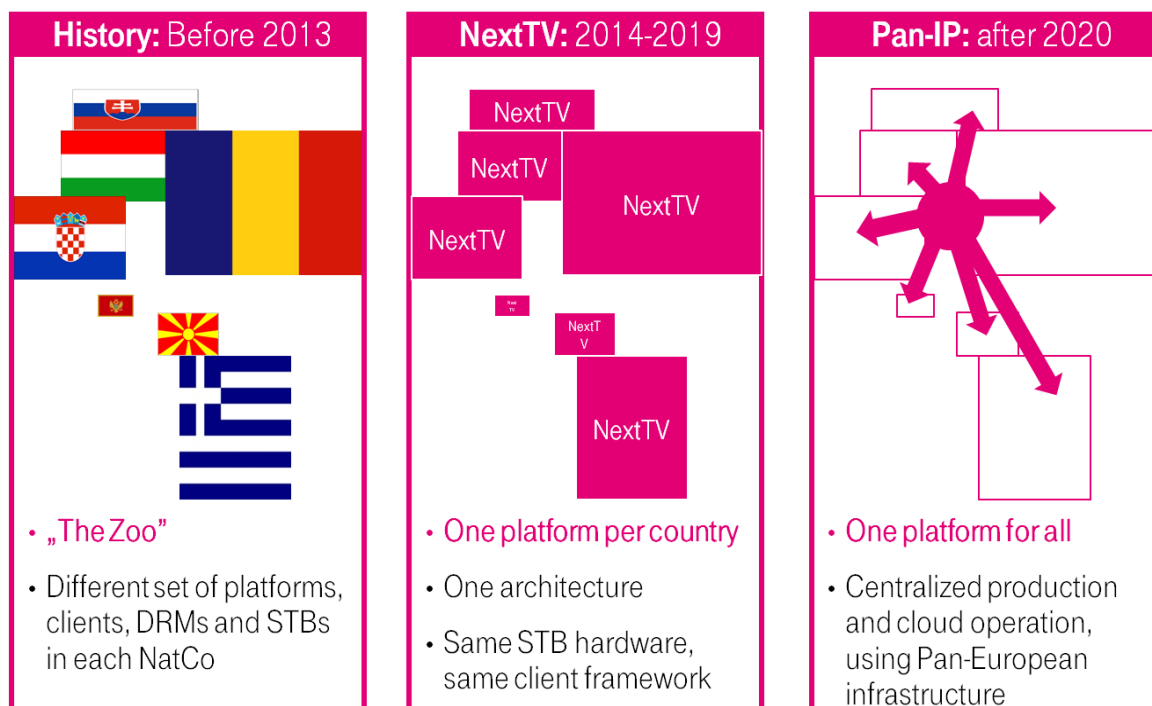 History: Before 2013
• „The Zoo”
• Different set of platforms,
clients, DRMs and STBs
in each NatCo
NextTV: 2014-2019
NextTV
NextTV
NextTV
NextTV
Next
TV
NextT
V
NextTV
• One platform per country
• One architecture
• Same STB hardware,
same client framework
Pan-IP: after 2020
• One platform for all
• Centralized production
and cloud operation,
using Pan-European
infrastructure